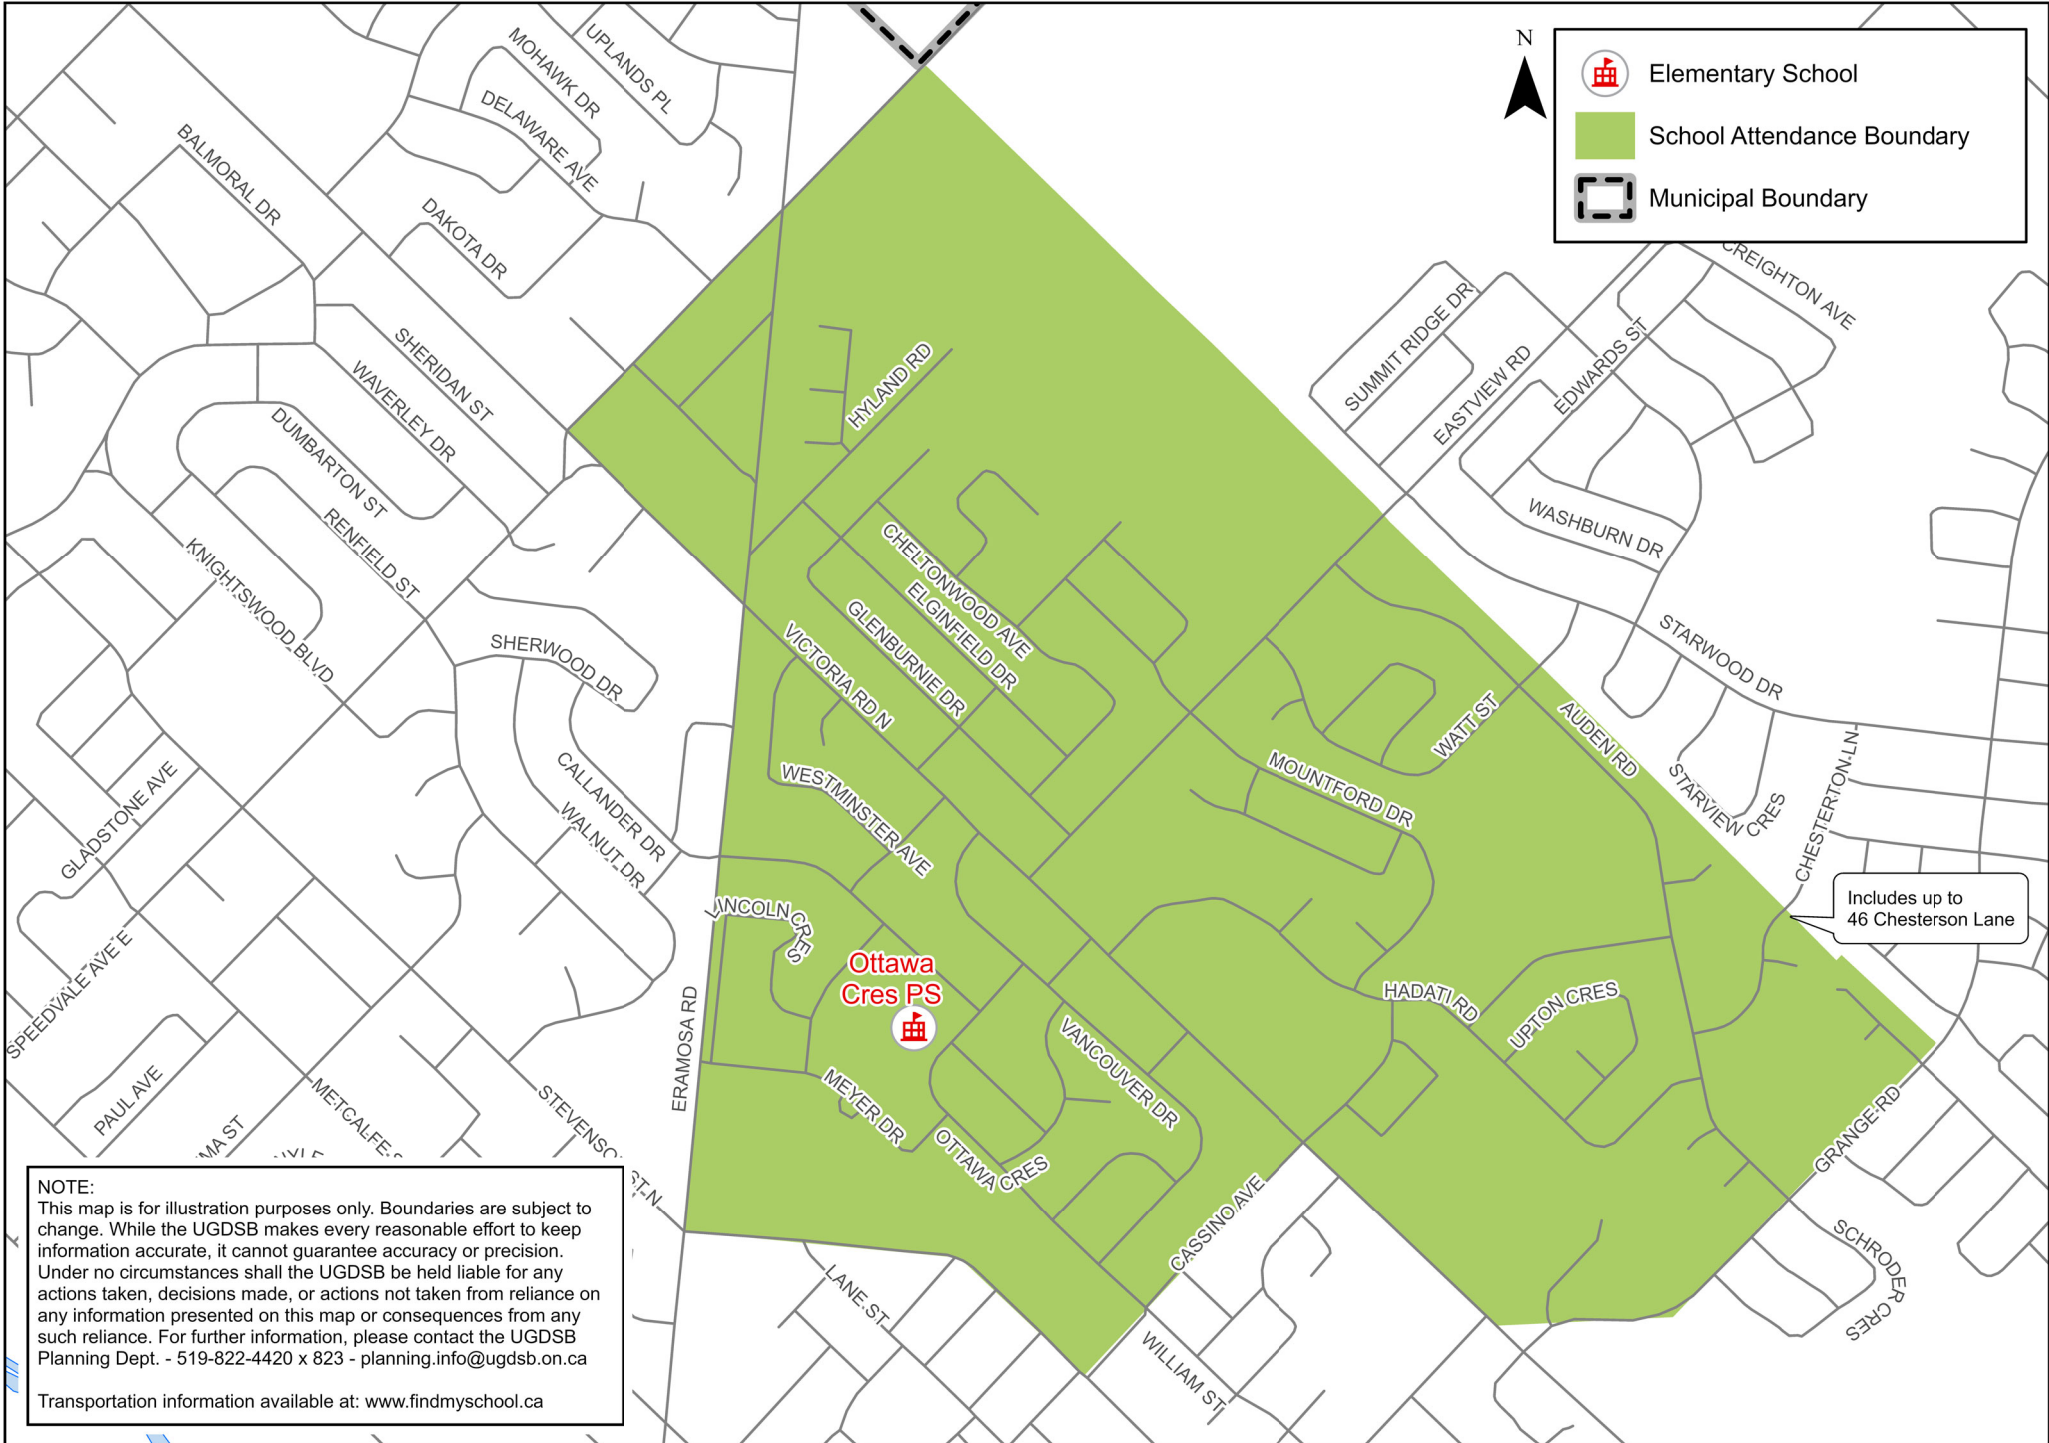 N
Elementary School
School Attendance Boundary
Municipal Boundary
MOHAWK DR
UPLANDS PL
DELAWARE AVE
BALMORAL DR
DAKOTA DR
SHERIDAN ST
WAVERLEY DR
DUMBARTON ST
RENFIELD ST
KNIGHTSWOOD BLVD
SHERWOOD DR
CALLANDER DR
WALNUT DR
GLADSTONE AVE
SPEEDVALE AVE E
PAUL AVE
METCALFE
STEVENSON ST N
ERAMOSA RD
HYLAND RD
CHELTONWOOD AVE
ELGINFIELD DR
GLENBURNIE DR
VICTORIA RD N
WESTMINSTER AVE
LINCOLN CRES
Ottawa
Cres PS
MEYER DR
OTTAWA CRES
VANCOUVER DR
CASSINO AVE
LANE ST
WILLIAM ST
SUMMIT RIDGE DR
EASTVIEW RD
EDWARDS ST
CREIGHTON AVE
WASHBURN DR
STARWOOD DR
WATT ST
AUDEN RD
MOUNTFORD DR
STARVIEW CRES
CHESTERTON LN
Includes up to
46 Chesterson Lane
HADATI RD
UPTON CRES
GRANGE RD
SCHRODER CRES
NOTE:
This map is for illustration purposes only. Boundaries are subject to
change. While the UGDSB makes every reasonable effort to keep
information accurate, it cannot guarantee accuracy or precision.
Under no circumstances shall the UGDSB be held liable for any
actions taken, decisions made, or actions not taken from reliance on
any information presented on this map or consequences from any
such reliance. For further information, please contact the UGDSB
Planning Dept. - 519-822-4420 x 823 - planning.info@ugdsb.on.ca
Transportation information available at: www.findmyschool.ca